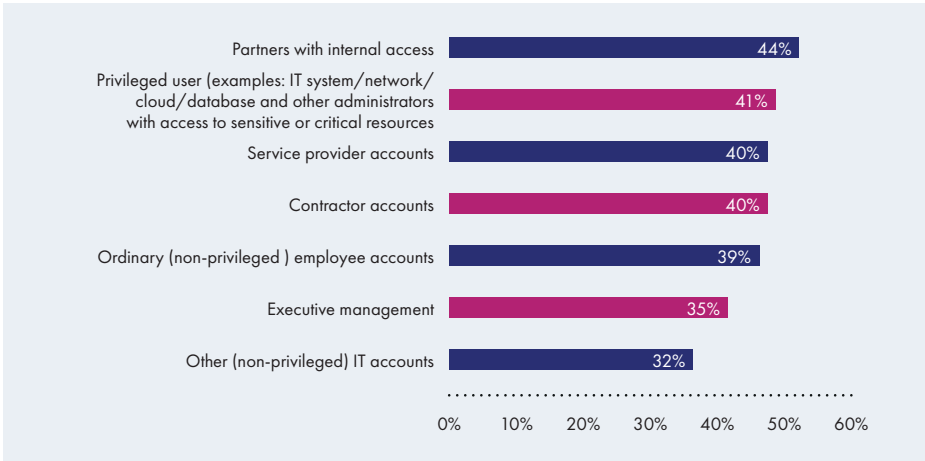 Partners with internal access 44%
Privileged user (examples: IT system/network/
cloud/database and other administrators 41%
with access to sensitive or critical resources
Service provider accounts 40%
Contractor accounts 40%
Ordinary (non-privileged ) employee accounts 39%
Executive management 35%
Other (non-privileged) IT accounts 32%
0% 10% 20% 30% 40% 50% 60%